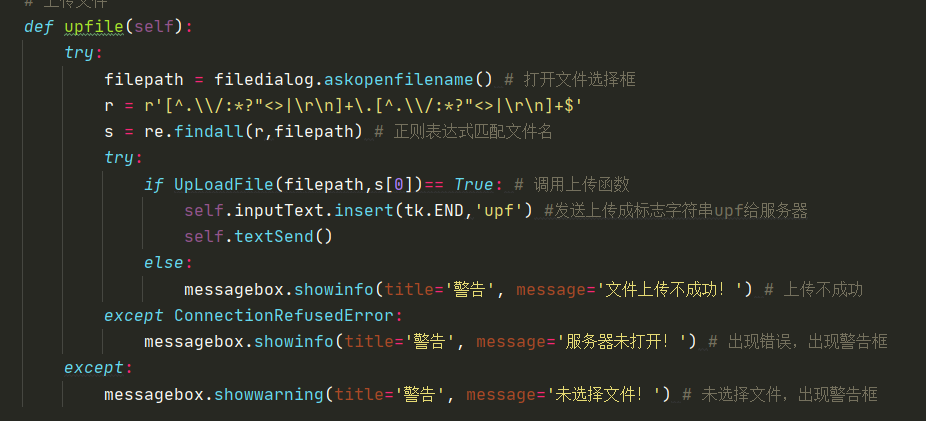 # 上传文件
def upfile(self):
try:
filepath = filedialog.askopenfilename() # 打开文件选择框
r = r'[^.\\/:*?"<>|\r\n]+\.[^.\\/:*?"<>|\r\n]+$'
s = re.findall(r,filepath) # 正则表达式匹配文件名
try:
if UpLoadFile(filepath,s[0])== True: # 调用上传函数
self.inputText.insert(tk.END,'upf') #发送上传成标志字符串upf给服务器
self.textSend()
else:
messagebox.showinfo(title='警告', message='文件上传不成功！') # 上传不成功
except ConnectionRefusedError:
messagebox.showinfo(title='警告', message='服务器未打开！') # 出现错误，出现警告框
except:
messagebox.showwarning(title='警告', message='未选择文件！') # 未选择文件，出现警告框